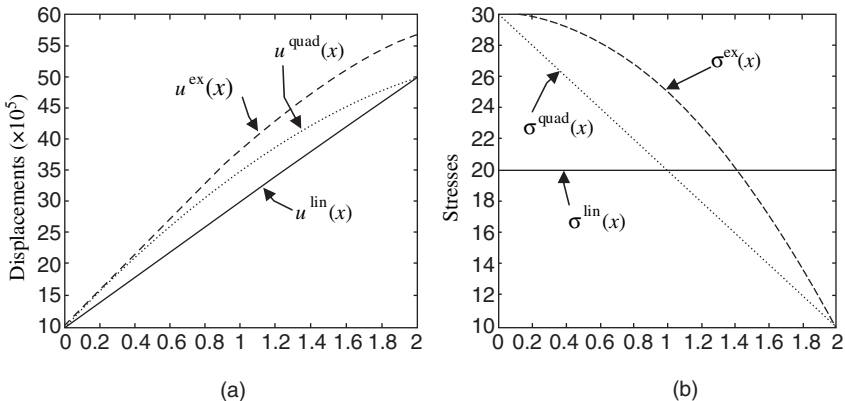 60
55
50
45
40
35
30
25
20
15
10
0 0.2 0.4 0.6 0.8 1 1.2 1.4 1.6 1.8 2
Displacements (×10⁵)
u^ex(x)
u^quad(x)
u^lin(x)
(a)
30
28
26
24
22
20
18
16
14
12
10
0 0.2 0.4 0.6 0.8 1.0 1.2 1.4 1.6 1.8 2
Stresses
σ^ex(x)
σ^quad(x)
σ^lin(x)
(b)